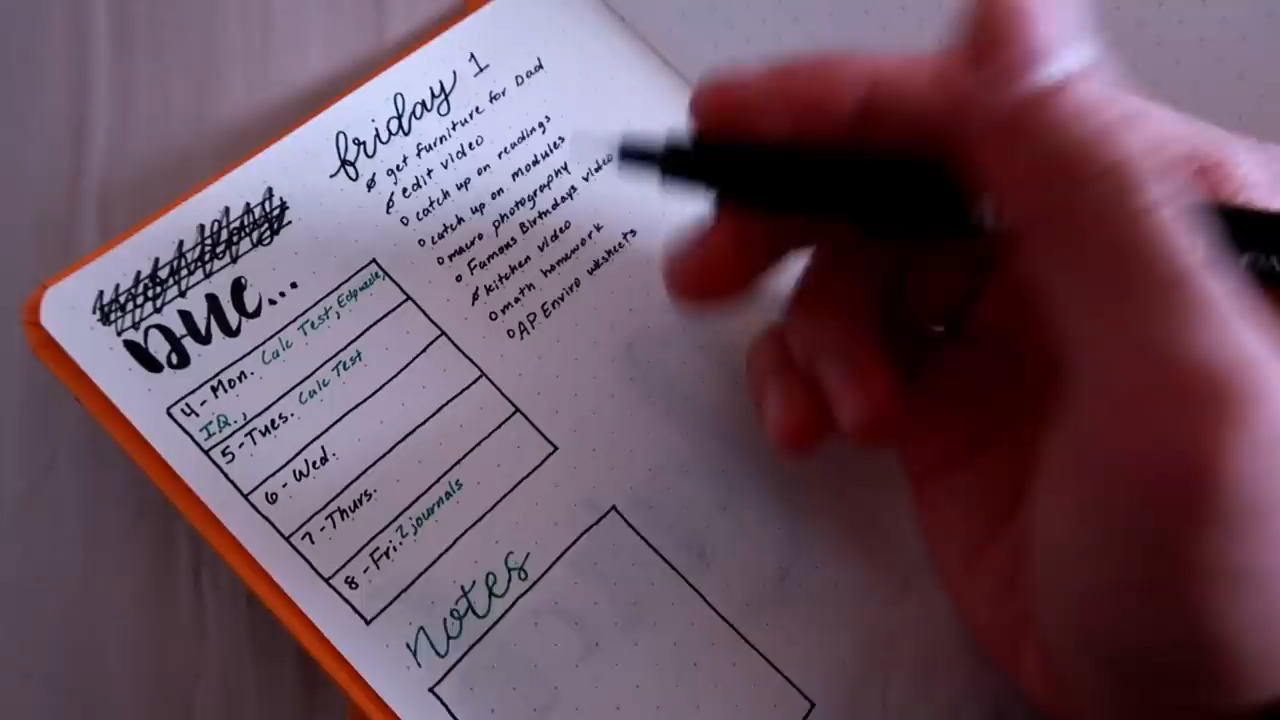 friday 1
get furniture for Dad
edit video
catch up on readings
catch up on modules
macro photography
Famous Birthdays video
kitchen video
math homework
AP Enviro wksheets
Due...
4-Mon. Calc Test, Edpuzzle,
I.Q.,
5-Tues. Calc Test
6-Wed.
7-Thurs.
8-Fri. 2 journals
notes